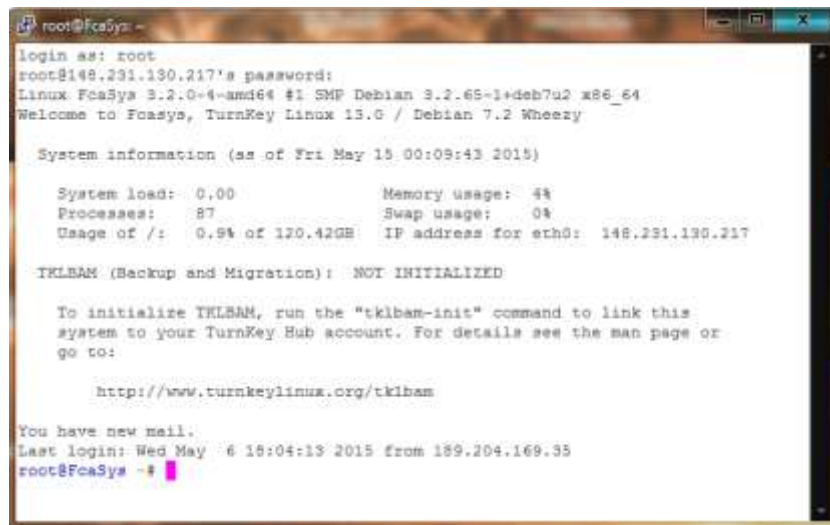 root@FcaSys: ~
login as: root
root@148.231.130.217's password:
Linux FcaSys 3.2.0-4-amd64 #1 SMP Debian 3.2.65-1+deb7u2 x86_64
Welcome to Fcasys, TurnKey Linux 13.0 / Debian 7.2 Wheezy
System information (as of Fri May 15 00:09:43 2015)
System load: 0.00 Memory usage: 4%
Processes: 87 Swap usage: 0%
Usage of /: 0.9% of 120.42GB IP address for eth0: 148.231.130.217
TKLBAM (Backup and Migration): NOT INITIALIZED
To initialize TKLBAM, run the "tklbam-init" command to link this
system to your TurnKey Hub account. For details see the man page or
go to:
http://www.turnkeylinux.org/tklbam
You have new mail.
Last login: Wed May 6 18:04:13 2015 from 189.204.169.35
root@FcaSys ~#